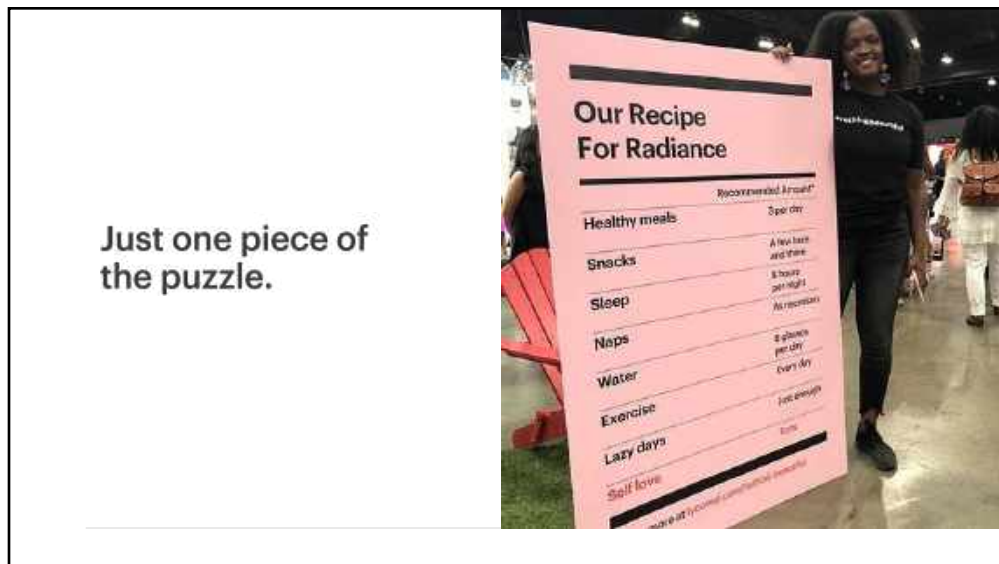 Just one piece of
the puzzle.
Our Recipe
For Radiance
Recommended Amount*
Healthy meals 3 per day
Snacks A few here
and there
Sleep 8 hours
per night
Naps As necessary
Water 8 glasses
per day
Exercise Every day
Lazy days Just enough
Self love Tons
more at